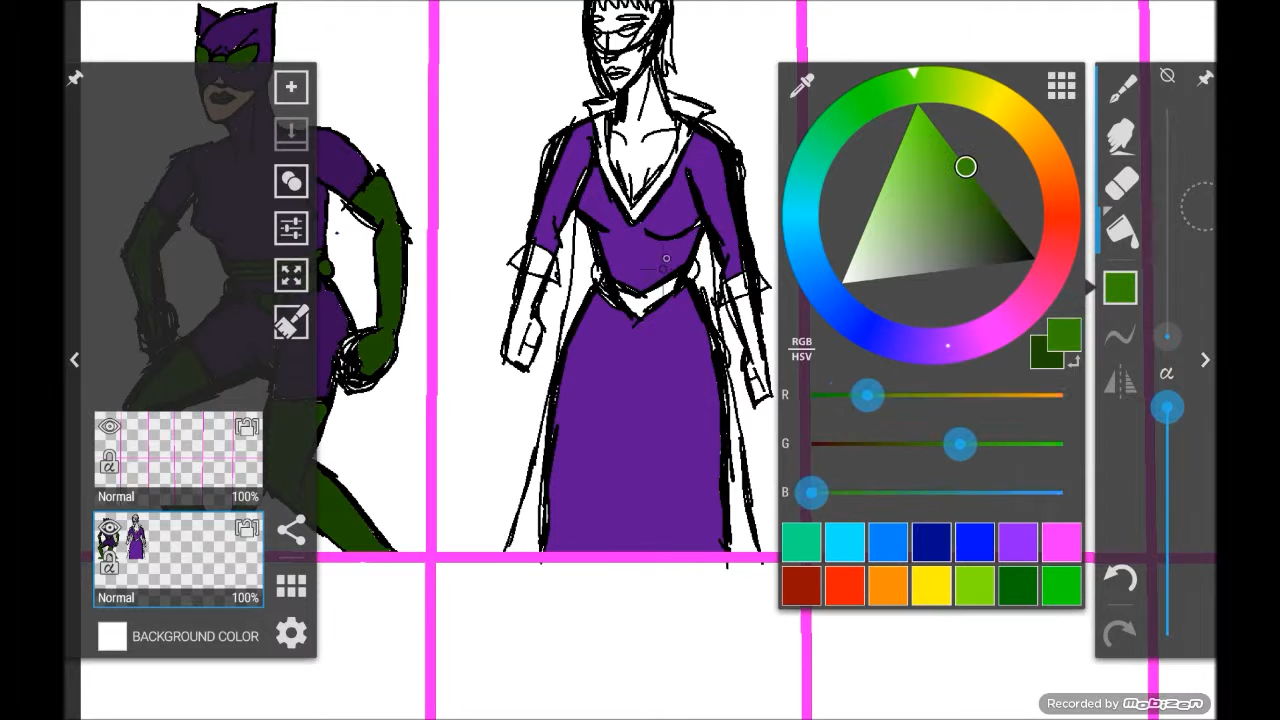 RGB
HSV
α
R
G
B
Normal 100%
α
Normal 100%
α
BACKGROUND COLOR
Recorded by MOBIZEN